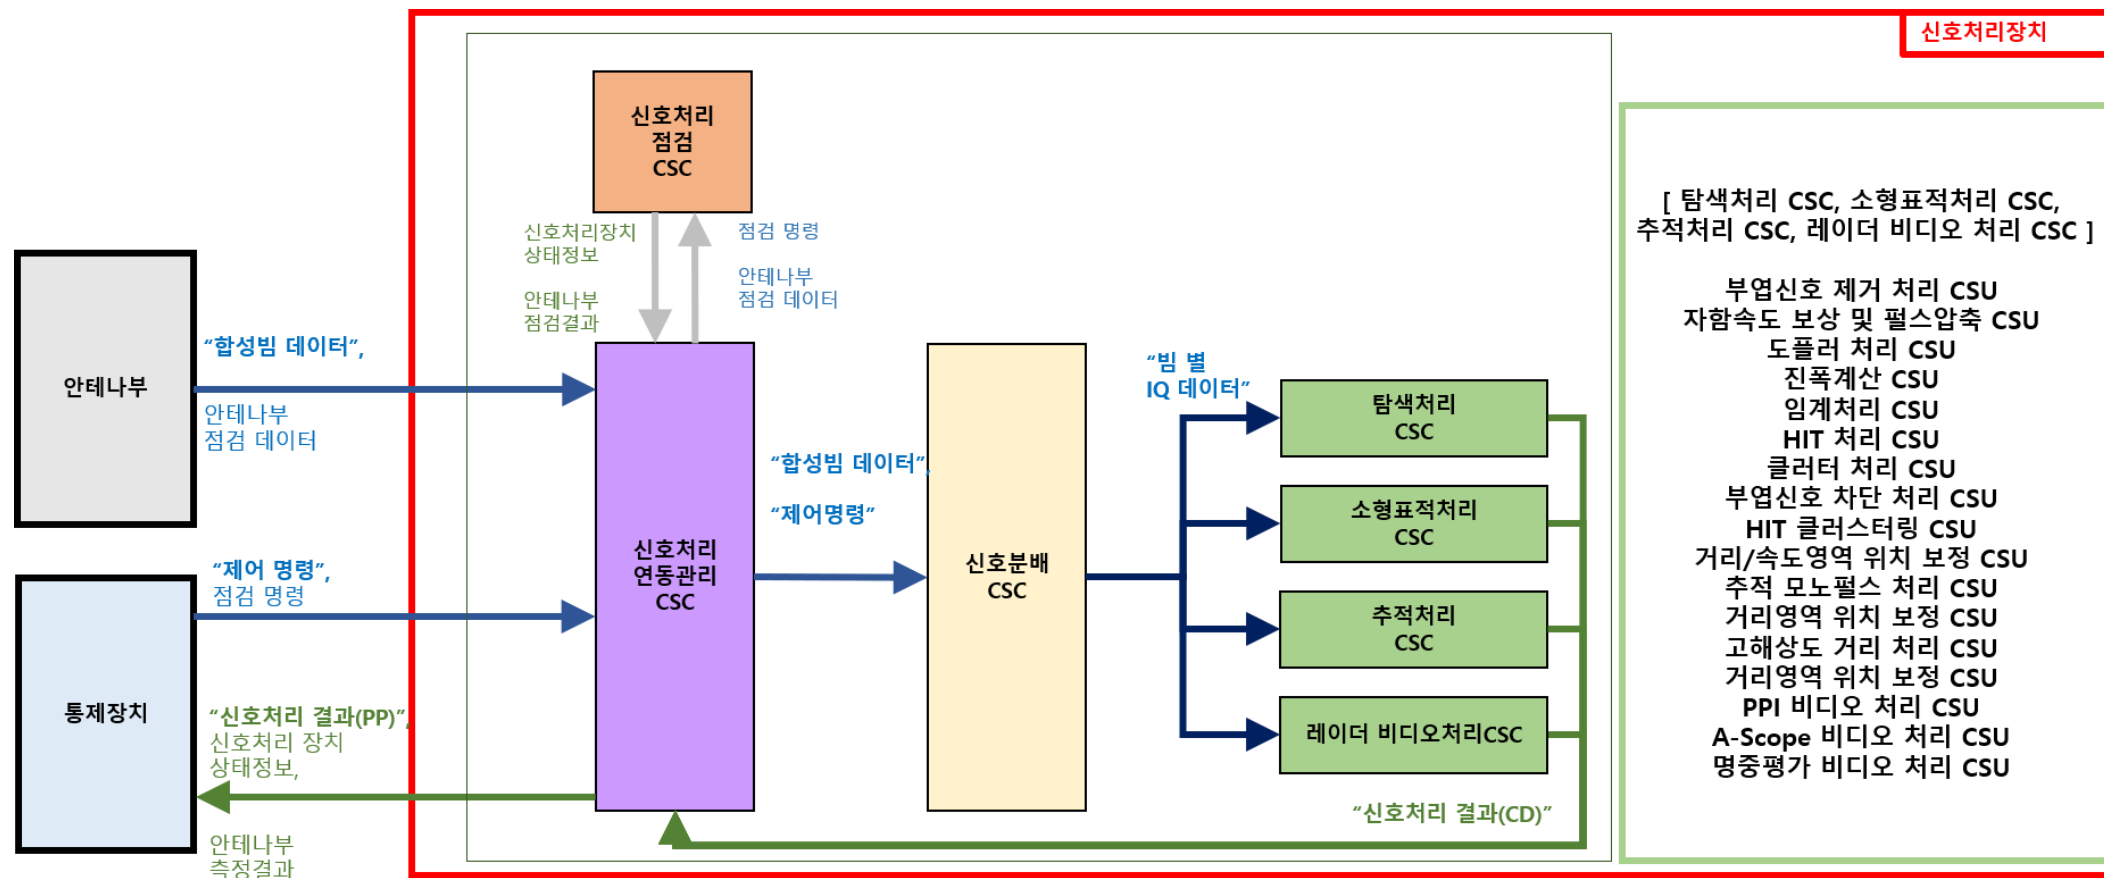 신호처리장치
신호처리
점검
CSC
신호처리장치
상태정보
안테나부
점검결과
점검 명령
안테나부
점검 데이터
안테나부
“합성빔 데이터”,
안테나부
점검 데이터
통제장치
“제어 명령”,
점검 명령
“신호처리 결과(PP)”,
신호처리 장치
상태정보,
안테나부
측정결과
신호처리
연동관리
CSC
“합성빔 데이터”,
“제어명령”
신호분배
CSC
“빔 별
IQ 데이터”
탐색처리
CSC
소형표적처리
CSC
추적처리
CSC
레이더 비디오처리CSC
“신호처리 결과(CD)”
[ 탐색처리 CSC, 소형표적처리 CSC,
추적처리 CSC, 레이더 비디오 처리 CSC ]
부엽신호 제거 처리 CSU
자함속도 보상 및 펄스압축 CSU
도플러 처리 CSU
진폭계산 CSU
임계처리 CSU
HIT 처리 CSU
클러터 처리 CSU
부엽신호 차단 처리 CSU
HIT 클러스터링 CSU
거리/속도영역 위치 보정 CSU
추적 모노펄스 처리 CSU
거리영역 위치 보정 CSU
고해상도 거리 처리 CSU
거리영역 위치 보정 CSU
PPI 비디오 처리 CSU
A-Scope 비디오 처리 CSU
명중평가 비디오 처리 CSU